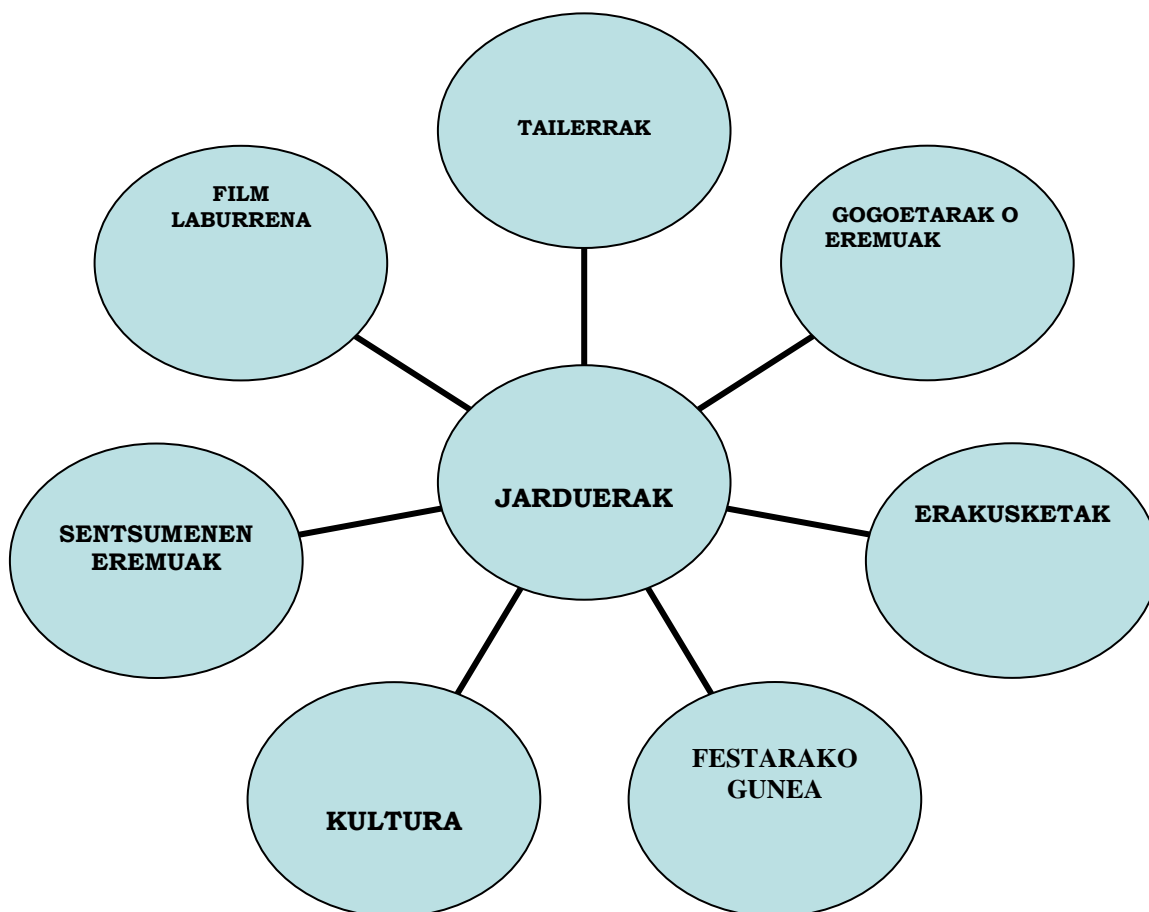 TAILERRAK
FILM
LABURRENA
GOGOETARAK O
EREMUAK
JARDUERAK
ERAKUSKETAK
SENTSUMENEN
EREMUAK
FESTARAKO
GUNEA
KULTURA